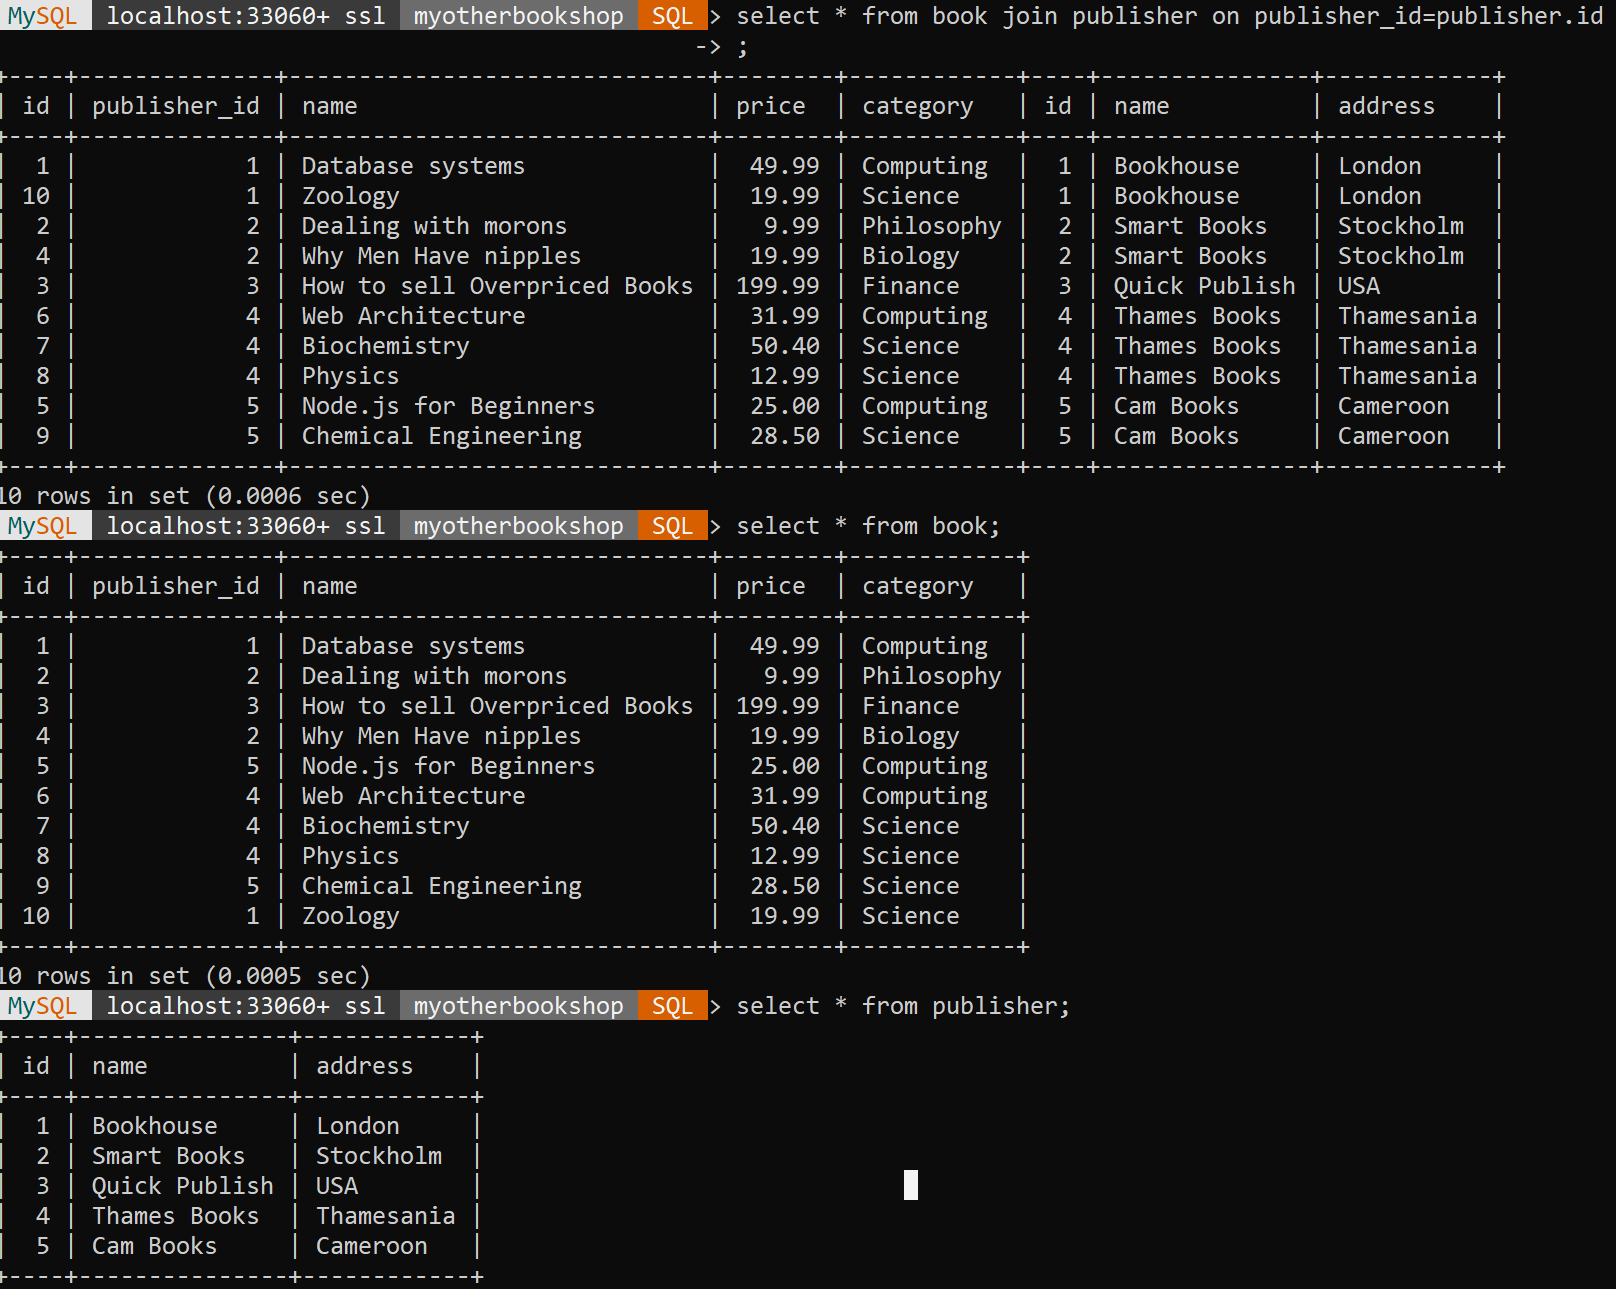 MySQL localhost:33060+ ssl myotherbookshop SQL > select * from book join publisher on publisher_id=publisher.id
-> ;
+----+--------------+------------------------------+--------+------------+----+---------------+------------+
| id | publisher_id | name                         | price  | category   | id | name          | address    |
+----+--------------+------------------------------+--------+------------+----+---------------+------------+
|  1 |            1 | Database systems             |  49.99 | Computing  |  1 | Bookhouse     | London     |
| 10 |            1 | Zoology                      |  19.99 | Science    |  1 | Bookhouse     | London     |
|  2 |            2 | Dealing with morons          |   9.99 | Philosophy |  2 | Smart Books   | Stockholm  |
|  4 |            2 | Why Men Have nipples         |  19.99 | Biology    |  2 | Smart Books   | Stockholm  |
|  3 |            3 | How to sell Overpriced Books | 199.99 | Finance    |  3 | Quick Publish | USA        |
|  6 |            4 | Web Architecture             |  31.99 | Computing  |  4 | Thames Books  | Thamesania |
|  7 |            4 | Biochemistry                 |  50.40 | Science    |  4 | Thames Books  | Thamesania |
|  8 |            4 | Physics                      |  12.99 | Science    |  4 | Thames Books  | Thamesania |
|  5 |            5 | Node.js for Beginners        |  25.00 | Computing  |  5 | Cam Books     | Cameroon   |
|  9 |            5 | Chemical Engineering         |  28.50 | Science    |  5 | Cam Books     | Cameroon   |
+----+--------------+------------------------------+--------+------------+----+---------------+------------+
10 rows in set (0.0006 sec)
MySQL localhost:33060+ ssl myotherbookshop SQL > select * from book;
+----+--------------+------------------------------+--------+------------+
| id | publisher_id | name                         | price  | category   |
+----+--------------+------------------------------+--------+------------+
|  1 |            1 | Database systems             |  49.99 | Computing  |
|  2 |            2 | Dealing with morons          |   9.99 | Philosophy |
|  3 |            3 | How to sell Overpriced Books | 199.99 | Finance    |
|  4 |            2 | Why Men Have nipples         |  19.99 | Biology    |
|  5 |            5 | Node.js for Beginners        |  25.00 | Computing  |
|  6 |            4 | Web Architecture             |  31.99 | Computing  |
|  7 |            4 | Biochemistry                 |  50.40 | Science    |
|  8 |            4 | Physics                      |  12.99 | Science    |
|  9 |            5 | Chemical Engineering         |  28.50 | Science    |
| 10 |            1 | Zoology                      |  19.99 | Science    |
+----+--------------+------------------------------+--------+------------+
10 rows in set (0.0005 sec)
MySQL localhost:33060+ ssl myotherbookshop SQL > select * from publisher;
+----+---------------+------------+
| id | name          | address    |
+----+---------------+------------+
|  1 | Bookhouse     | London     |
|  2 | Smart Books   | Stockholm  |
|  3 | Quick Publish | USA        |
|  4 | Thames Books  | Thamesania |
|  5 | Cam Books     | Cameroon   |
+----+---------------+------------+